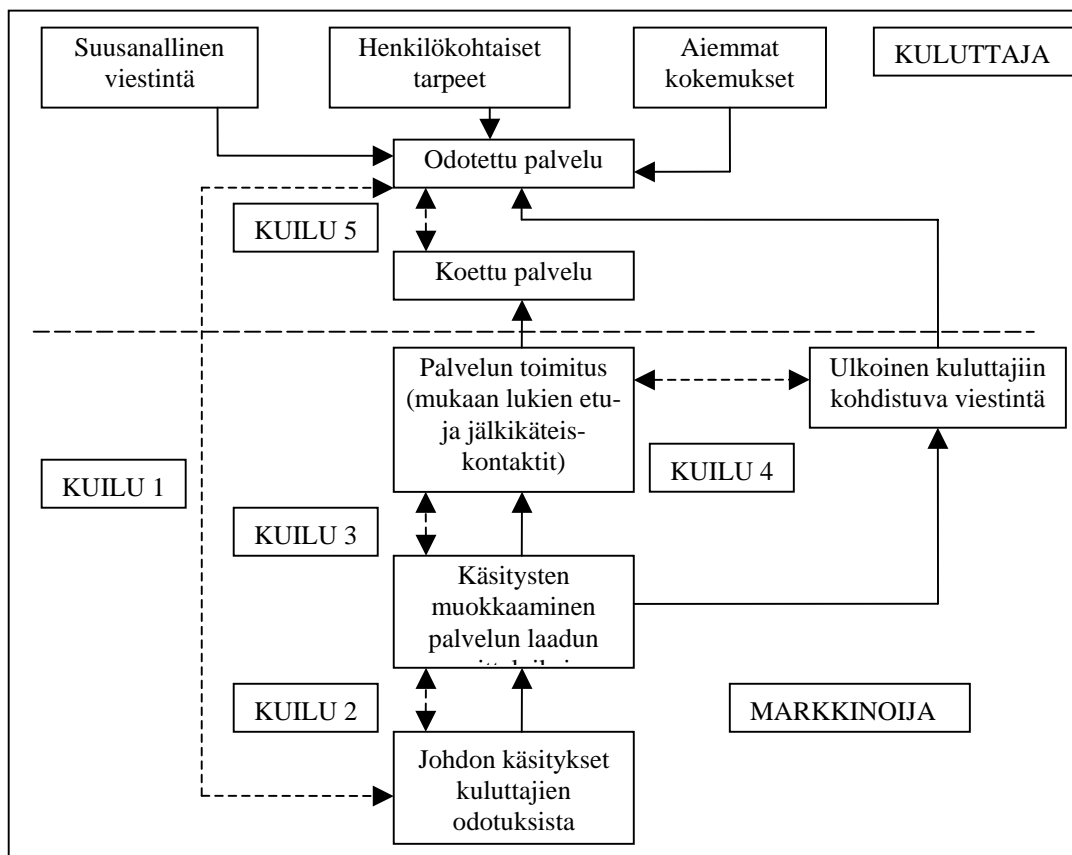 Suusanallinen
viestintä
Henkilökohtaiset
tarpeet
Aiemmat
kokemukset
KULUTTAJA
Odotettu palvelu
KUILU 5
Koettu palvelu
Palvelun toimitus
(mukaan lukien etu-
ja jälkikäteis-
kontaktit)
Ulkoinen kuluttajiin
kohdistuva viestintä
KUILU 1
KUILU 4
KUILU 3
Käsitysten
muokkaaminen
palvelun laadun
KUILU 2
MARKKINOIJA
Johdon käsitykset
kuluttajien
odotuksista